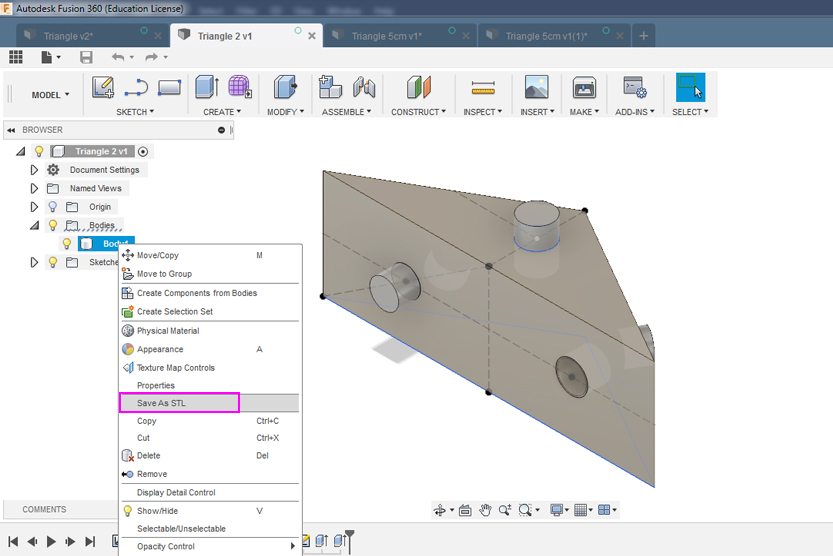 Autodesk Fusion 360 (Education License)
Triangle v2*
Triangle 2 v1
Triangle 5cm v1*
Triangle 5cm v1(1)*
MODEL
SKETCH
CREATE
MODIFY
ASSEMBLE
CONSTRUCT
INSPECT
INSERT
MAKE
ADD-INS
SELECT
BROWSER
Triangle 2 v1
Document Settings
Named Views
Origin
Bodies
Body1
Sketche
Move/Copy M
Move to Group
Create Components from Bodies
Create Selection Set
Physical Material
Appearance A
Texture Map Controls
Properties
Save As STL
Copy Ctrl+C
Cut Ctrl+X
Delete Del
Remove
Display Detail Control
Show/Hide V
Selectable/Unselectable
Opacity Control
COMMENTS